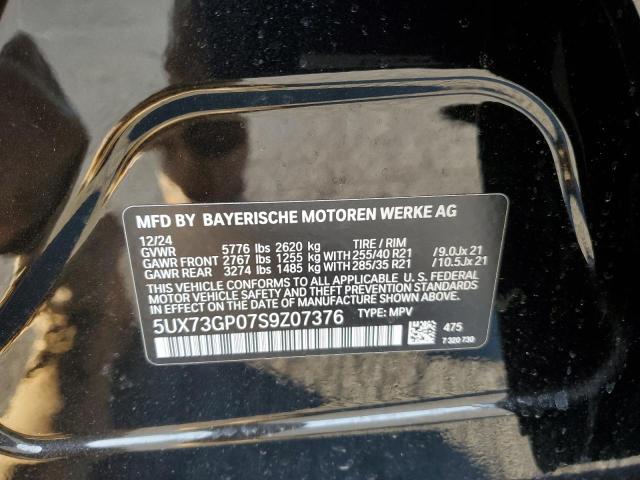 MFD BY BAYERISCHE MOTOREN WERKE AG
12/24
GVWR 5776 lbs 2620 kg TIRE / RIM
GAWR FRONT 2767 lbs 1255 kg WITH 255/40 R21 /9.0Jx 21
GAWR REAR 3274 lbs 1485 kg WITH 285/35 R21 /10.5Jx 21
THIS VEHICLE CONFORMS TO ALL APPLICABLE U. S. FEDERAL
MOTOR VEHICLE SAFETY, BUMPER, AND THEFT PREVENTION STANDARDS
IN EFFECT ON THE DATE OF MANUFACTURE SHOWN ABOVE.
5UX73GP07S9Z07376 TYPE: MPV
475
7 320 730